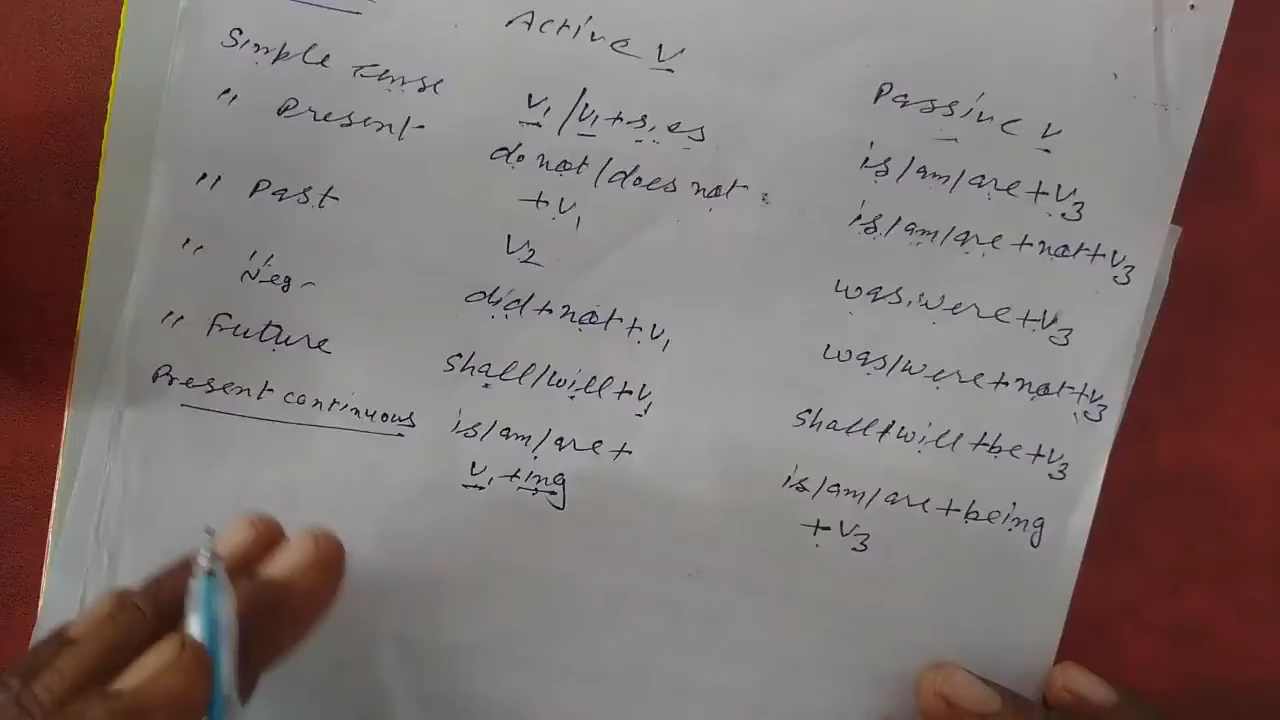 Active V
Passive V
Simple tense
" Present
V1/V1+s, es
is/am/are+V3
do not/does not
+V1
is/am/are+not+V3
" Past
V2
was, were+V3
" " Neg-
did+not+V1
was/were+not+V3
" Future
shall/will+V1
shall+will+be+V3
Present continuous
is/am/are+
V1+ing
is/am/are+being
+V3